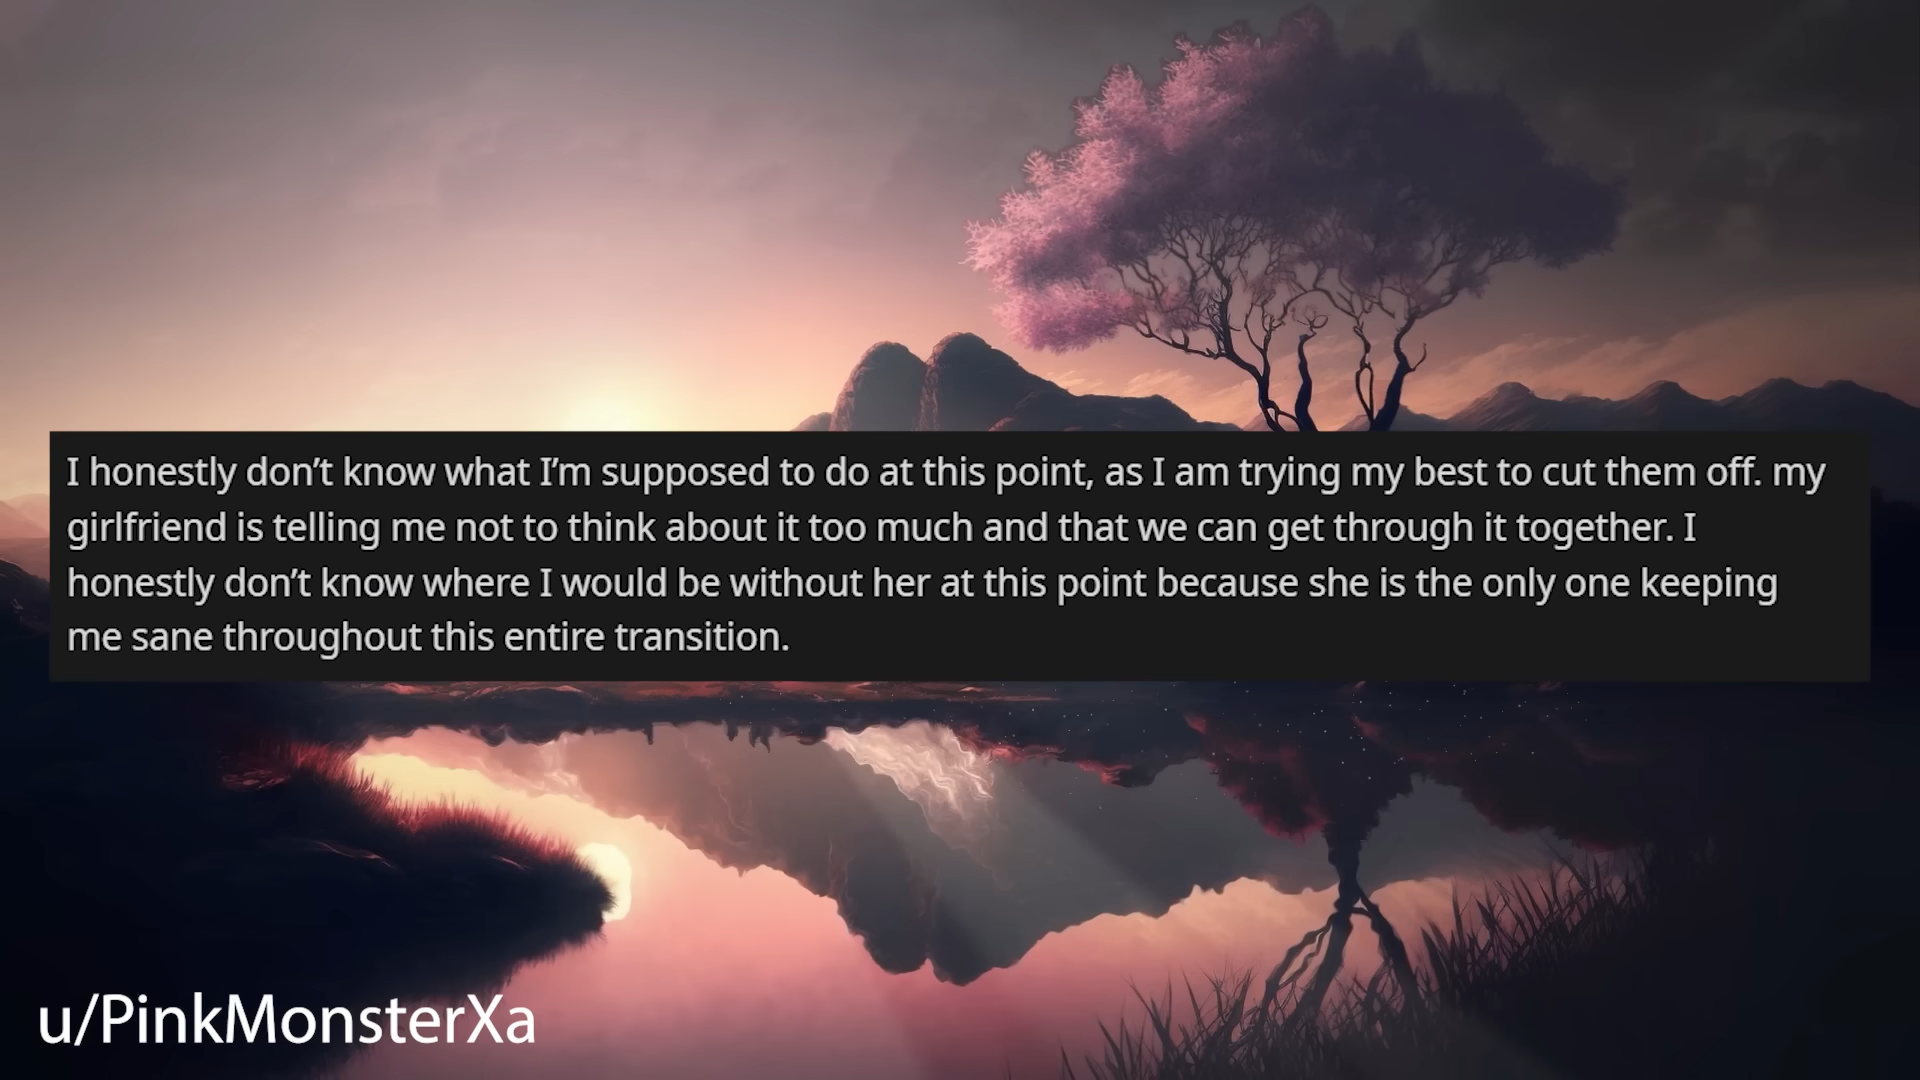 I honestly don’t know what I’m supposed to do at this point, as I am trying my best to cut them off. my
girlfriend is telling me not to think about it too much and that we can get through it together. I
honestly don’t know where I would be without her at this point because she is the only one keeping
me sane throughout this entire transition.
u/PinkMonsterXa